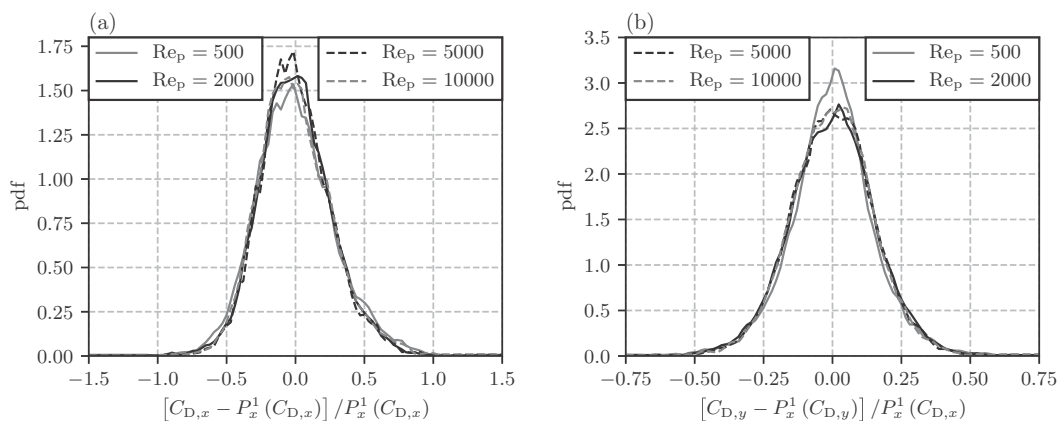 (a)
1.75
1.50
1.25
1.00
0.75
0.50
0.25
0.00
pdf
Re_p = 500
Re_p = 2000
Re_p = 5000
Re_p = 10000
−1.5 −1.0 −0.5 0.0 0.5 1.0 1.5
[C_{D,x} − P_x^1 (C_{D,x})] /P_x^1 (C_{D,x})
(b)
3.5
3.0
2.5
2.0
1.5
1.0
0.5
0.0
pdf
Re_p = 5000
Re_p = 10000
Re_p = 500
Re_p = 2000
−0.75 −0.50 −0.25 0.00 0.25 0.50 0.75
[C_{D,y} − P_x^1 (C_{D,y})] /P_x^1 (C_{D,x})